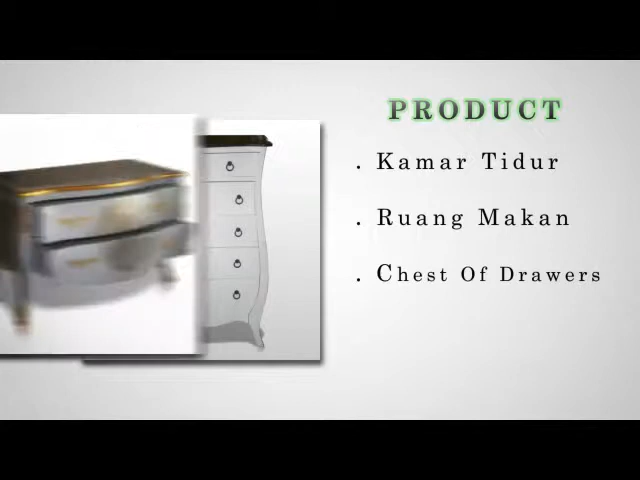 PRODUCT
. Kamar Tidur
. Ruang Makan
. Chest Of Drawers